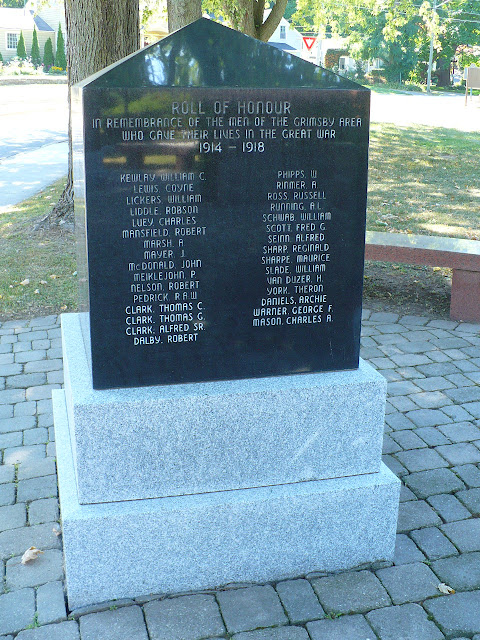 ROLL OF HONOUR
IN REMEMBRANCE OF THE MEN OF THE GRIMSBY AREA
WHO GAVE THEIR LIVES IN THE GREAT WAR
1914 – 1918
KEWLAY, WILLIAM C.
LEWIS, COYNE
LICKERS, WILLIAM
LIDDLE, ROBSON
LUEY, CHARLES
MANSFIELD, ROBERT
MARSH, A
MAYER, J
McDONALD, JOHN
MEIKLEJOHN, P
NELSON, ROBERT
PEDRICK, R.A.W
CLARK, THOMAS C.
CLARK, THOMAS G.
CLARK, ALFRED SR.
DALBY, ROBERT
PHIPPS, W
RINMER, A
ROSS, RUSSELL
RUNNING, A.L.
SCHWAB, WILLIAM
SCOTT, FRED G.
SEINN, ALFRED
SHARP, REGINALD
SHARPE, MAURICE
SLADE, WILLIAM
VAN DUZER, H
YORK, THERON
DANIELS, ARCHIE
WARNER, GEORGE F.
MASON, CHARLES A.